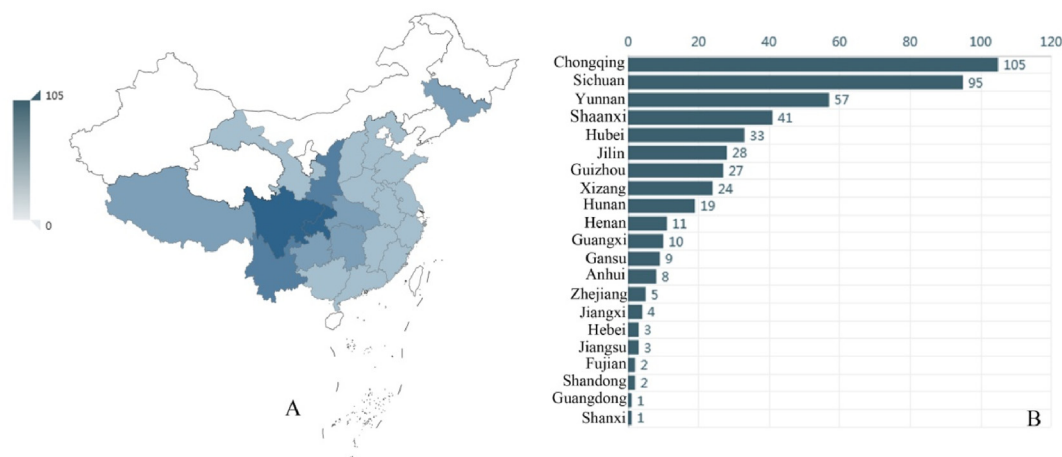 105
0
A
0 20 40 60 80 100 120
Chongqing 105
Sichuan 95
Yunnan 57
Shaanxi 41
Hubei 33
Jilin 28
Guizhou 27
Xizang 24
Hunan 19
Henan 11
Guangxi 10
Gansu 9
Anhui 8
Zhejiang 5
Jiangxi 4
Hebei 3
Jiangsu 3
Fujian 2
Shandong 2
Guangdong 1
Shanxi 1
B